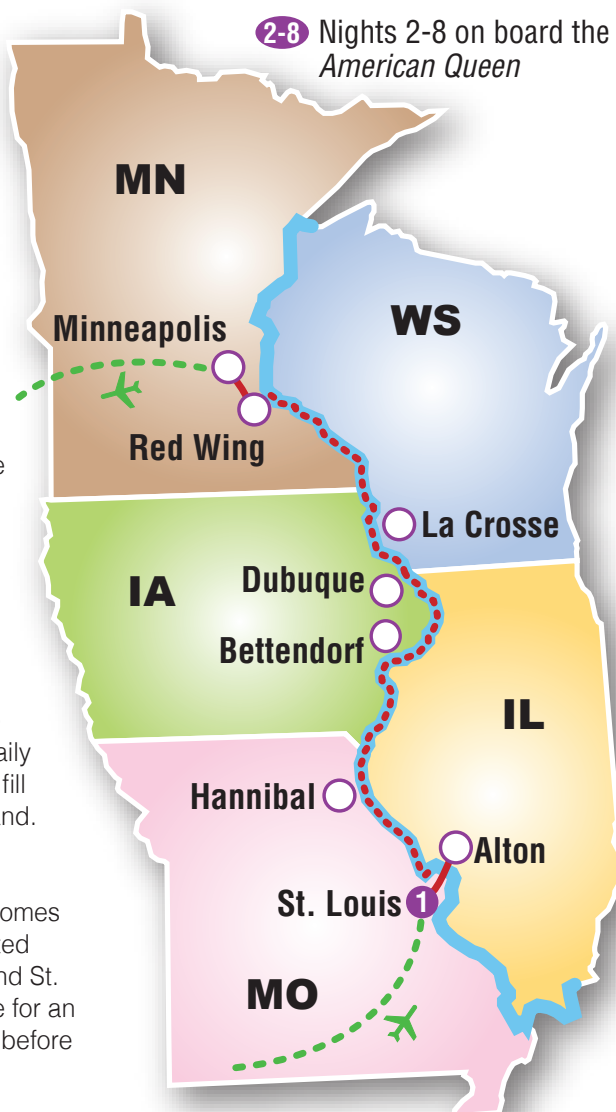 2-8 Nights 2-8 on board the
American Queen
MN
WS
Minneapolis
Red Wing
e
La Crosse
IA
Dubuque
Bettendorf
IL
aily
fill
and.
Hannibal
Alton
omes
ted
nd St.
e for an
before
St. Louis 1
MO